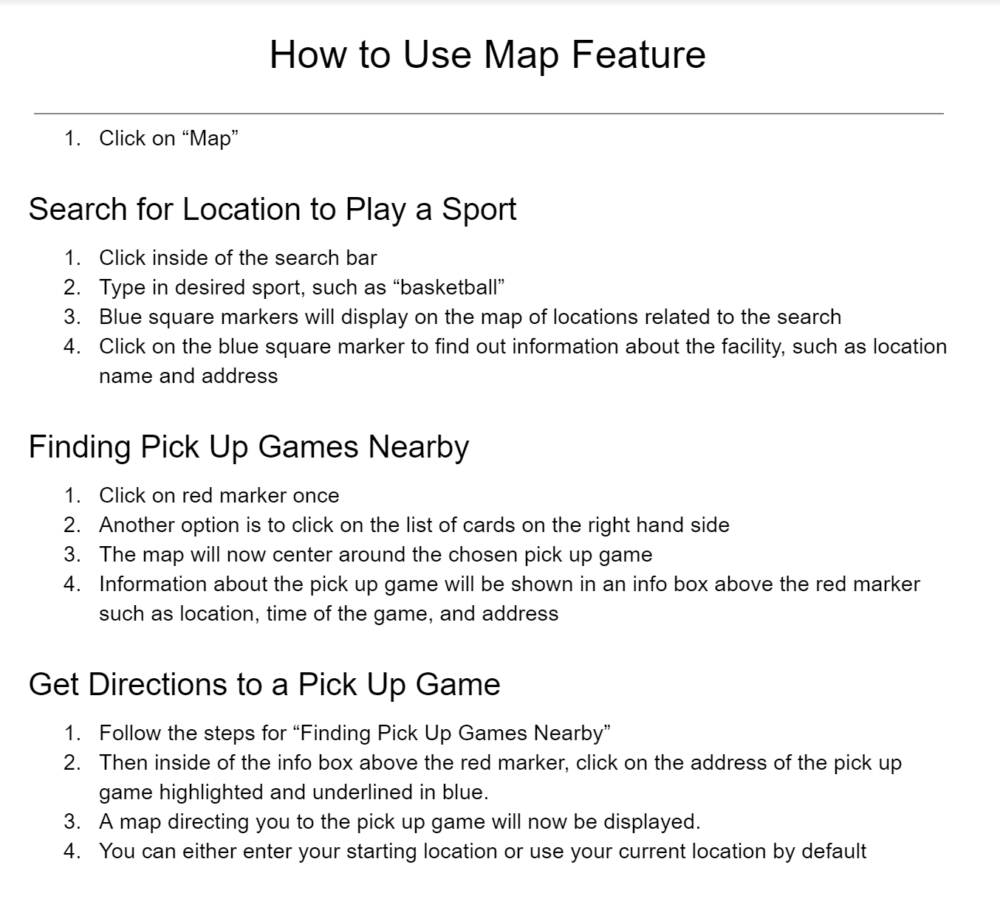 How to Use Map Feature
1. Click on “Map”
Search for Location to Play a Sport
1. Click inside of the search bar
2. Type in desired sport, such as “basketball”
3. Blue square markers will display on the map of locations related to the search
4. Click on the blue square marker to find out information about the facility, such as location
name and address
Finding Pick Up Games Nearby
1. Click on red marker once
2. Another option is to click on the list of cards on the right hand side
3. The map will now center around the chosen pick up game
4. Information about the pick up game will be shown in an info box above the red marker
such as location, time of the game, and address
Get Directions to a Pick Up Game
1. Follow the steps for “Finding Pick Up Games Nearby”
2. Then inside of the info box above the red marker, click on the address of the pick up
game highlighted and underlined in blue.
3. A map directing you to the pick up game will now be displayed.
4. You can either enter your starting location or use your current location by default